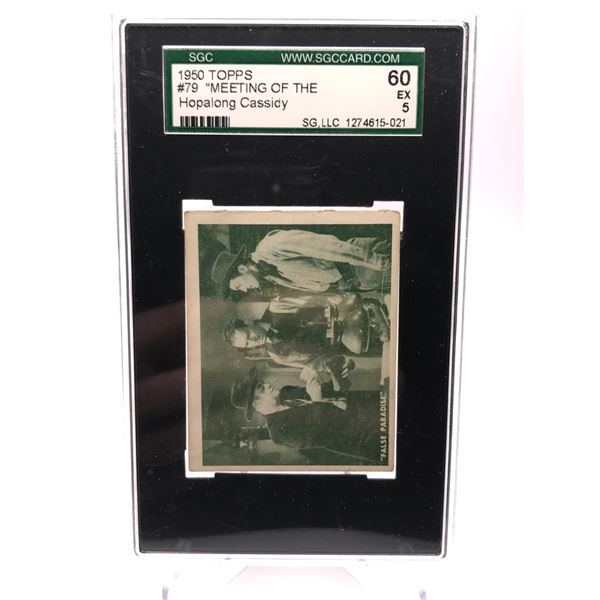 SGC WWW.SGCCARD.COM
1950 TOPPS 60
#79 "MEETING OF THE EX
Hopalong Cassidy 5
SG,LLC 1274615-021
"FALSE PARADISE"